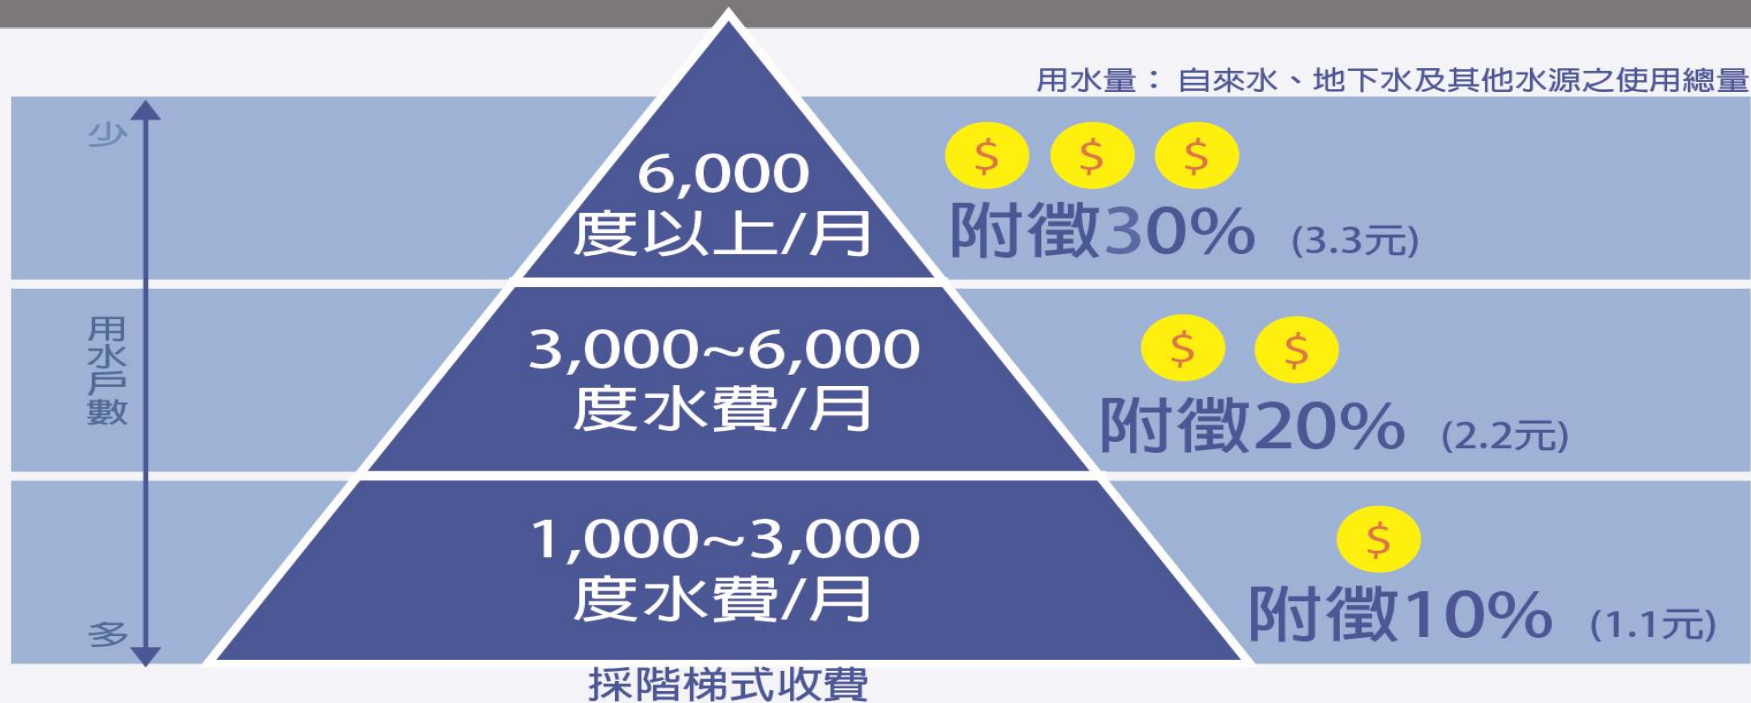 用水量： 自來水、地下水及其他水源之使用總量
少
用水戶數
多
6,000
度以上/月
$ $ $
附徵30% (3.3元)
3,000~6,000
度水費/月
$ $
附徵20% (2.2元)
1,000~3,000
度水費/月
$
附徵10% (1.1元)
採階梯式收費